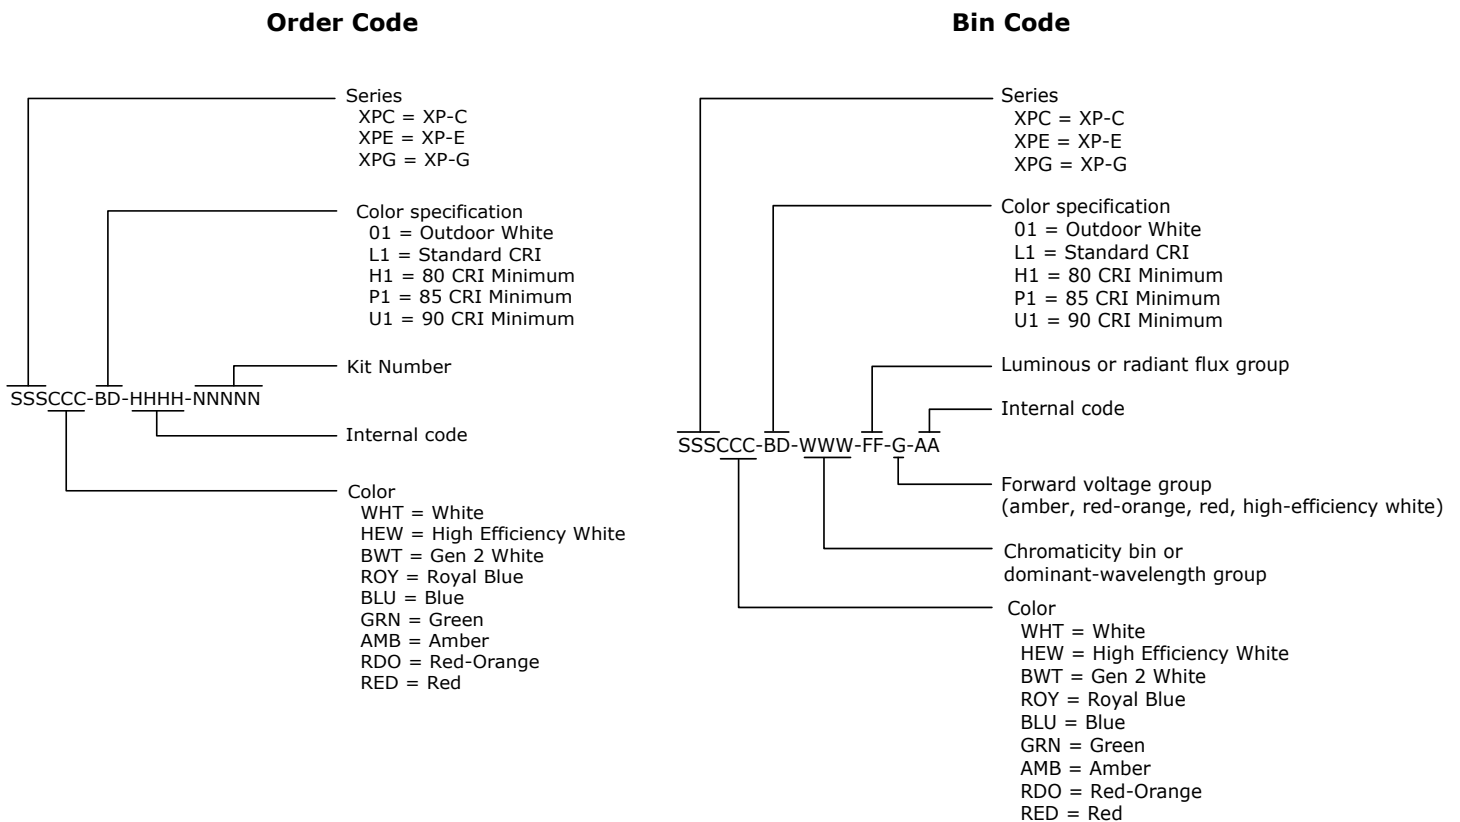 Order Code
Series
XPC = XP-C
XPE = XP-E
XPG = XP-G
Color specification
01 = Outdoor White
L1 = Standard CRI
H1 = 80 CRI Minimum
P1 = 85 CRI Minimum
U1 = 90 CRI Minimum
Kit Number
SSSCCC-BD-HHHH-NNNNN
Internal code
Color
WHT = White
HEW = High Efficiency White
BWT = Gen 2 White
ROY = Royal Blue
BLU = Blue
GRN = Green
AMB = Amber
RDO = Red-Orange
RED = Red
Bin Code
Series
XPC = XP-C
XPE = XP-E
XPG = XP-G
Color specification
01 = Outdoor White
L1 = Standard CRI
H1 = 80 CRI Minimum
P1 = 85 CRI Minimum
U1 = 90 CRI Minimum
Luminous or radiant flux group
Internal code
SSSCCC-BD-WWW-FF-G-AA
Forward voltage group
(amber, red-orange, red, high-efficiency white)
Chromaticity bin or
dominant-wavelength group
Color
WHT = White
HEW = High Efficiency White
BWT = Gen 2 White
ROY = Royal Blue
BLU = Blue
GRN = Green
AMB = Amber
RDO = Red-Orange
RED = Red